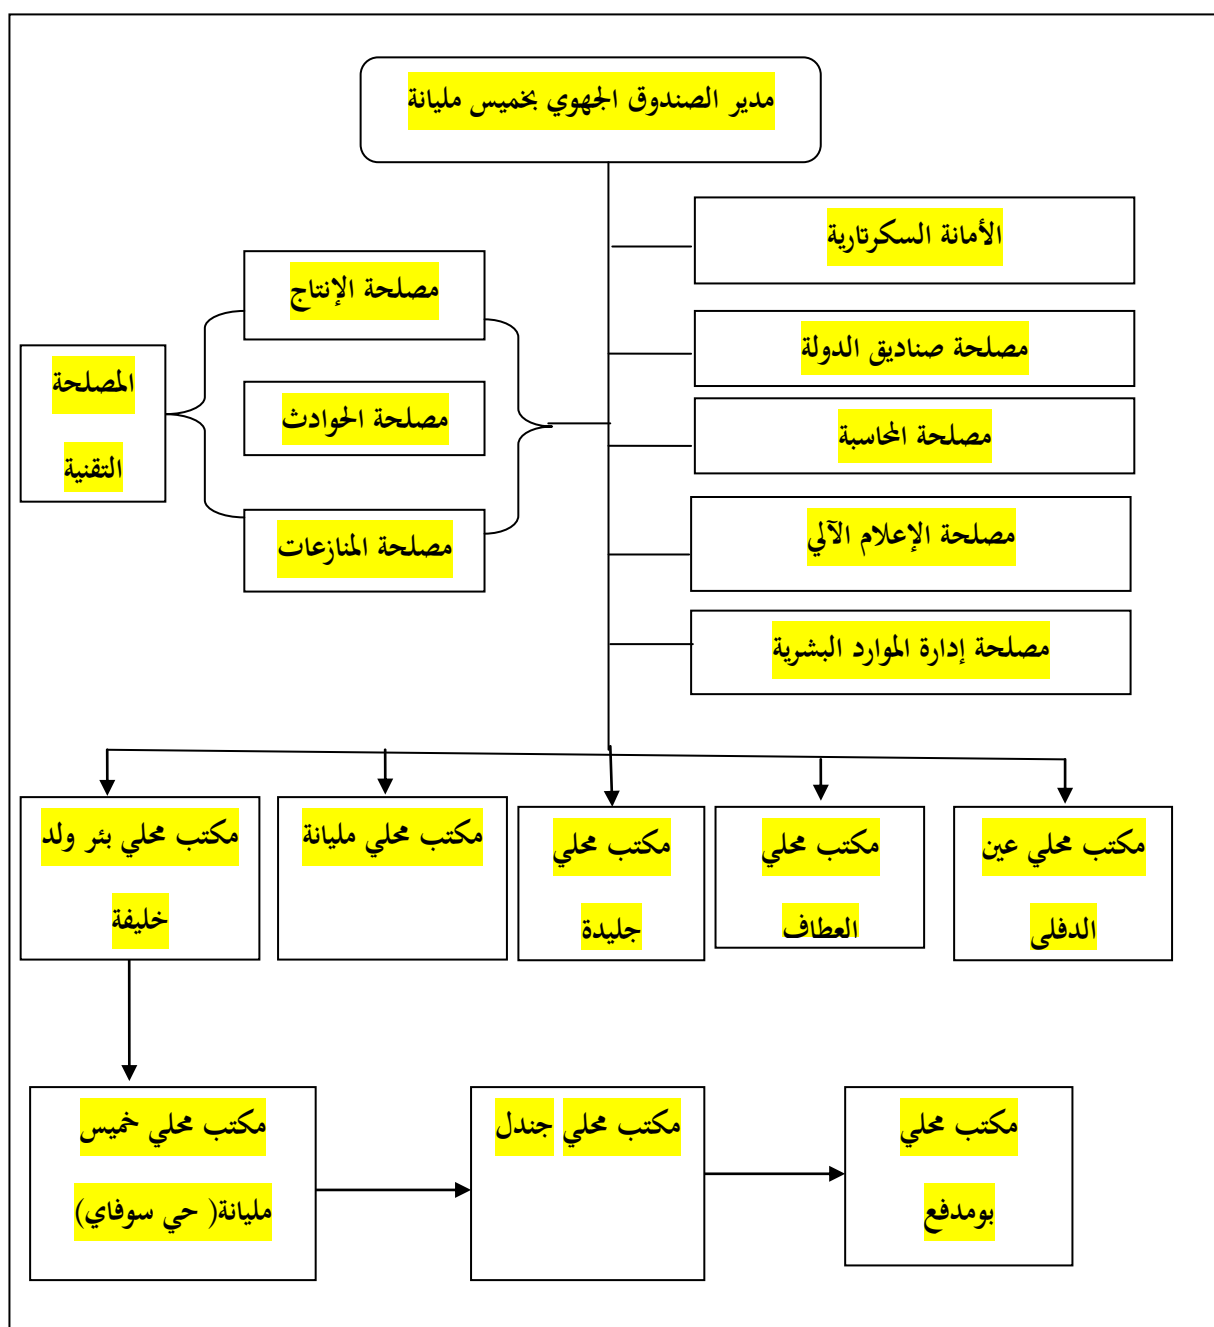 مدير الصندوق الجهوي بخميس مليانة
الأمانة السكرتارية
مصلحة صناديق الدولة
مصلحة المحاسبة
مصلحة الإعلام الآلي
مصلحة إدارة الموارد البشرية
مصلحة الإنتاج
مصلحة الحوادث
مصلحة المنازعات
المصلحة
التقنية
مكتب محلي عين
الدفلى
مكتب محلي
العطاف
مكتب محلي
جليدة
مكتب محلي مليانة
مكتب محلي بئر ولد
خليفة
مكتب محلي خميس
مليانة( حي سوفاي)
مكتب محلي جندل
مكتب محلي
بومدفع